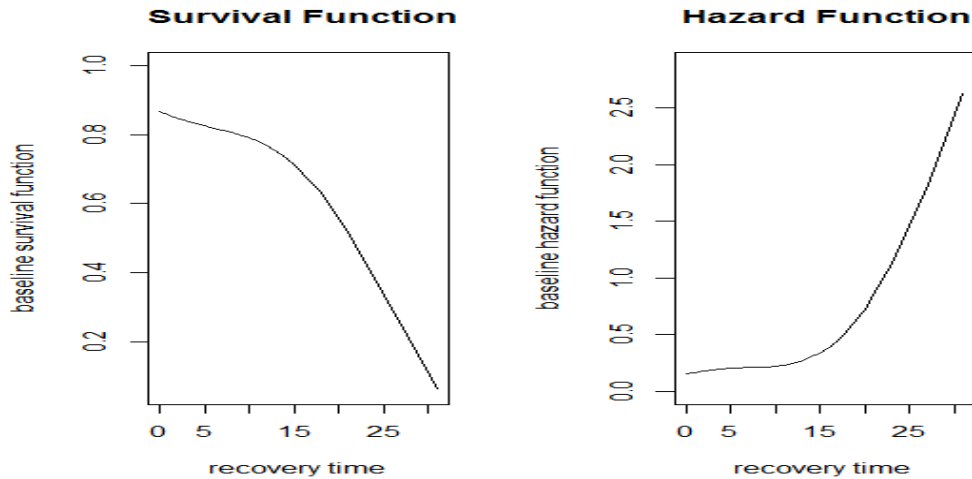 Survival Function
baseline survival function
1.0
0.8
0.6
0.4
0.2
0 5 15 25
recovery time
Hazard Function
baseline hazard function
2.5
2.0
1.5
1.0
0.5
0.0
0 5 15 25
recovery time